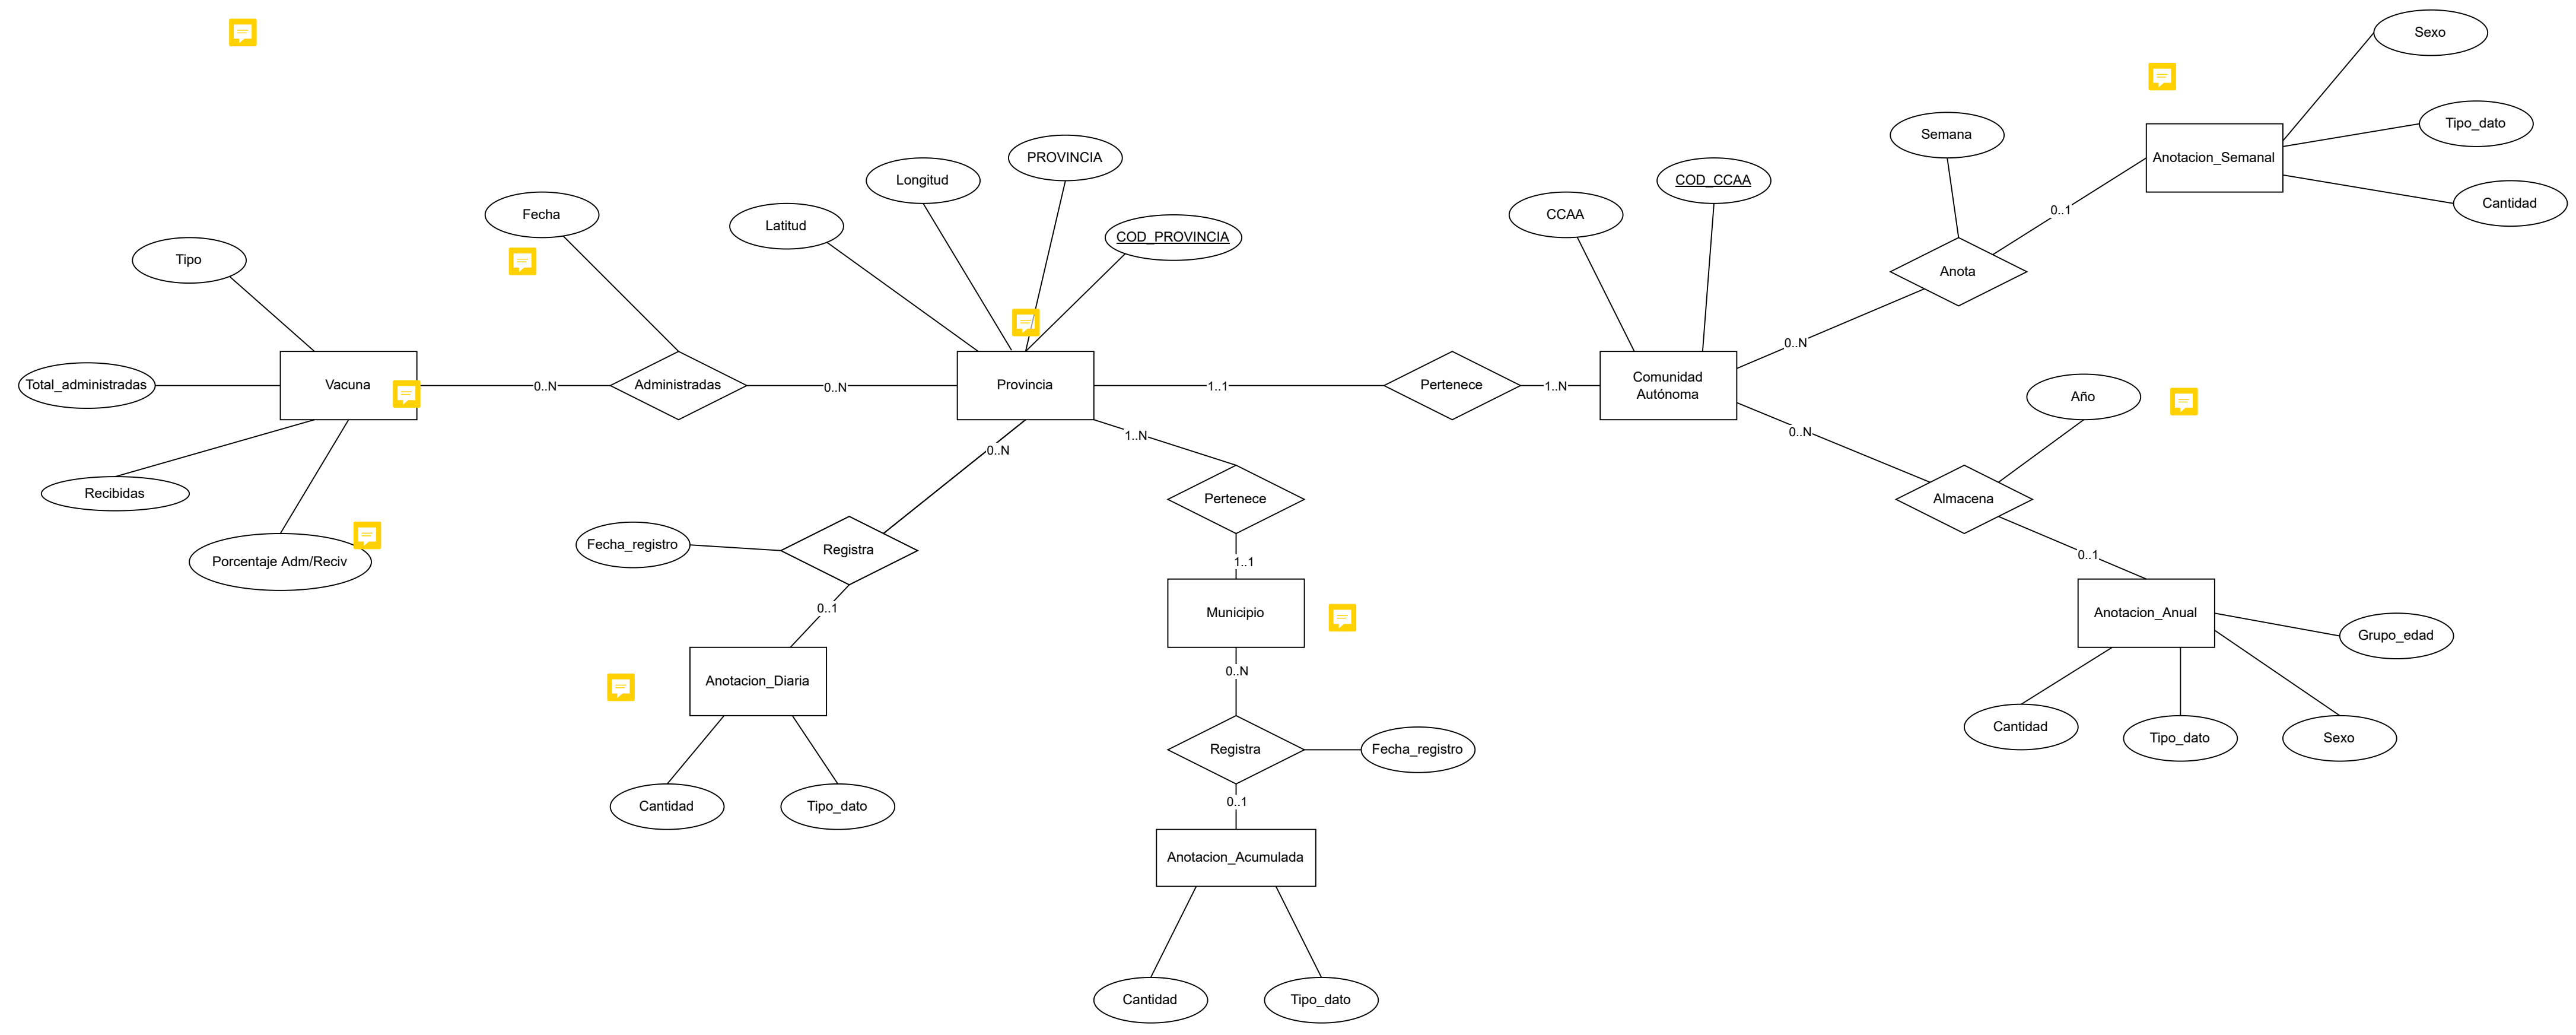 Sexo
Tipo_dato
Anotacion_Semanal
Cantidad
Semana
0..1
Anota
0..N
PROVINCIA
Longitud
COD_PROVINCIA
Latitud
Fecha
Tipo
CCAA
COD_CCAA
Total_administradas
Vacuna
0..N
Administradas
0..N
Provincia
1..1
Pertenece
1..N
Comunidad
Autónoma
Año
0..N
Almacena
0..1
Recibidas
Porcentaje Adm/Reciv
0..N
1..N
Pertenece
1..1
Fecha_registro
Registra
0..1
Municipio
Anotacion_Anual
Grupo_edad
Cantidad
Tipo_dato
Sexo
Anotacion_Diaria
Cantidad
Tipo_dato
0..N
Registra
Fecha_registro
0..1
Anotacion_Acumulada
Cantidad
Tipo_dato